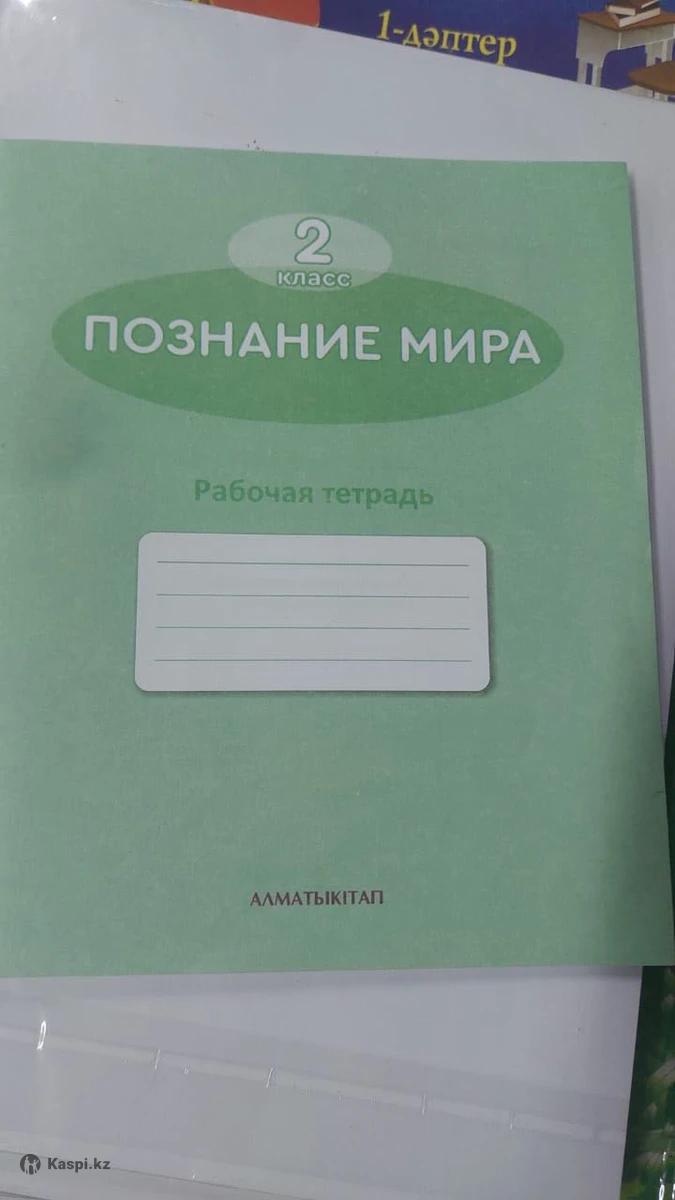 1-дәптер
2
класс
ПОЗНАНИЕ МИРА
Рабочая тетрадь
АЛМАТЫКІТАП
Kaspi.kz